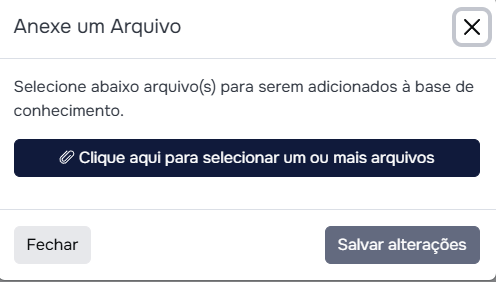 Anexe um Arquivo
Selecione abaixo arquivo(s) para serem adicionados à base de
conhecimento.
Clique aqui para selecionar um ou mais arquivos
Fechar
Salvar alterações